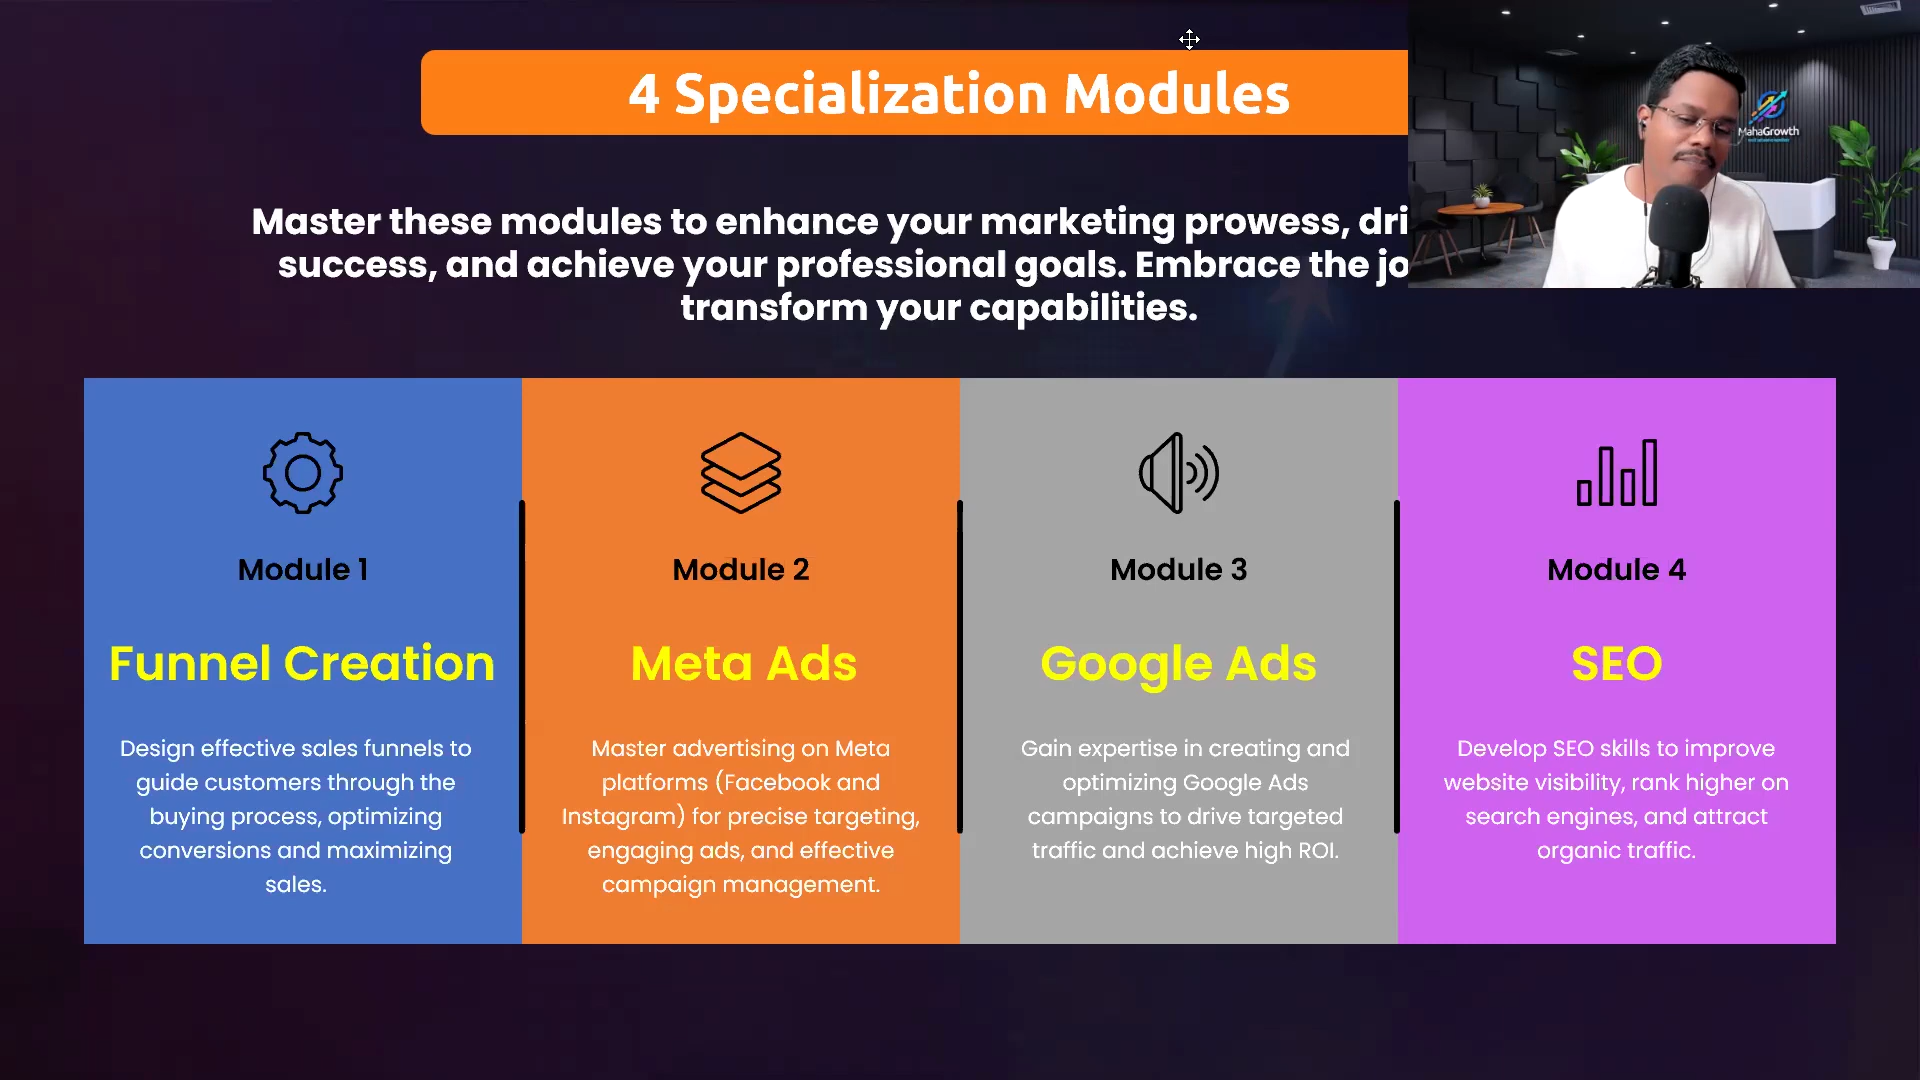 4 Specialization Modules
MahaGrowth
Master these modules to enhance your marketing prowess,
success, and achieve your professional goals. Embrace the
transform your capabilities.
Module 1
Funnel Creation
Design effective sales funnels to
guide customers through the
buying process, optimizing
conversions and maximizing
sales.
Module 2
Meta Ads
Master advertising on Meta
platforms (Facebook and
Instagram) for precise targeting,
engaging ads, and effective
campaign management.
Module 3
Google Ads
Gain expertise in creating and
optimizing Google Ads
campaigns to drive targeted
traffic and achieve high ROI.
Module 4
SEO
Develop SEO skills to improve
website visibility, rank higher on
search engines, and attract
organic traffic.